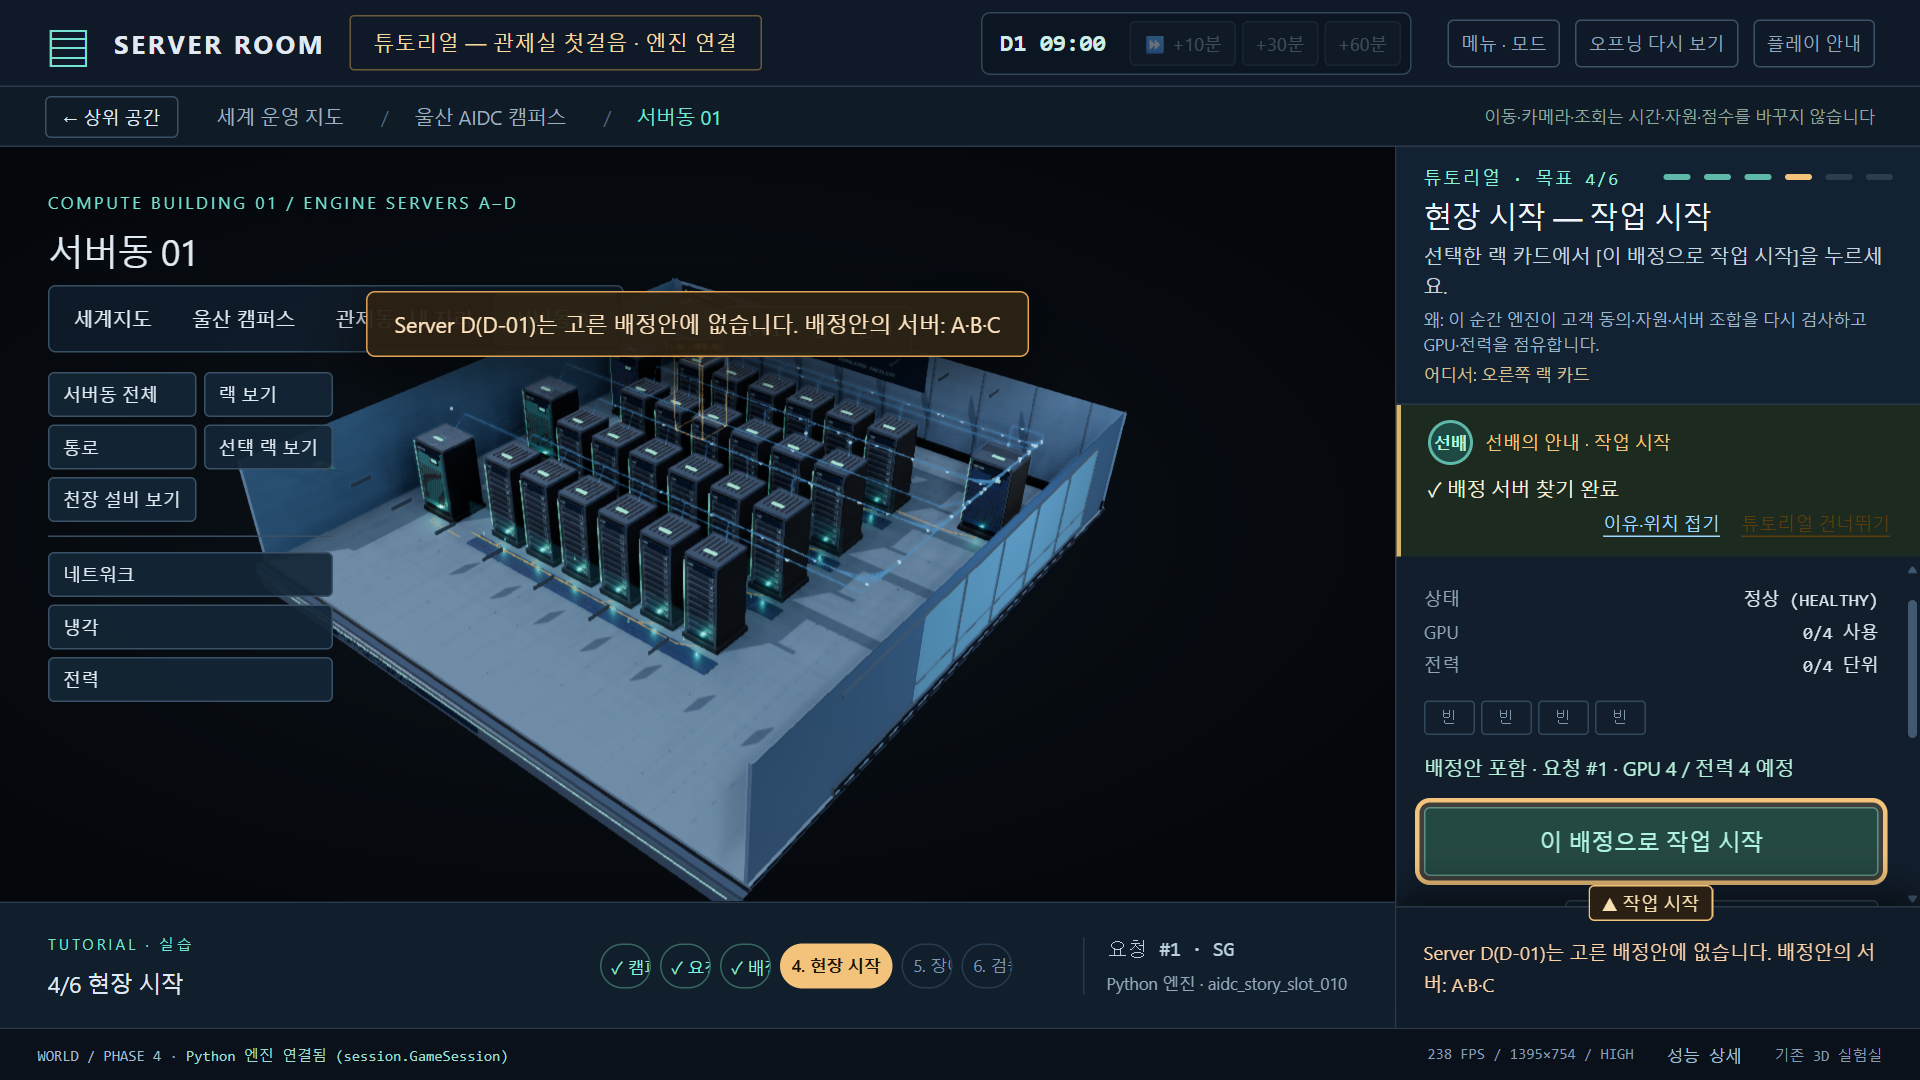 SERVER ROOM
튜토리얼 — 관제실 첫걸음 · 엔진 연결
D1 09:00
+10분
+30분
+60분
메뉴 · 모드
오프닝 다시 보기
플레이 안내
← 상위 공간
세계 운영 지도 / 울산 AIDC 캠퍼스 / 서버동 01
이동·카메라·조회는 시간·자원·점수를 바꾸지 않습니다
COMPUTE BUILDING 01 / ENGINE SERVERS A–D
서버동 01
세계지도
울산 캠퍼스
Server D(D-01)는 고른 배정안에 없습니다. 배정안의 서버: A·B·C
서버동 전체
랙 보기
통로
선택 랙 보기
천장 설비 보기
네트워크
냉각
전력
튜토리얼 · 목표 4/6
현장 시작 — 작업 시작
선택한 랙 카드에서 [이 배정으로 작업 시작]을 누르세
요.
왜: 이 순간 엔진이 고객 동의·자원·서버 조합을 다시 검사하고
GPU·전력을 점유합니다.
어디서: 오른쪽 랙 카드
선배
선배의 안내 · 작업 시작
✓ 배정 서버 찾기 완료
이유·위치 접기
튜토리얼 건너뛰기
상태 정상 (HEALTHY)
GPU 0/4 사용
전력 0/4 단위
빈 빈 빈 빈
배정안 포함 · 요청 #1 · GPU 4 / 전력 4 예정
이 배정으로 작업 시작
▲ 작업 시작
Server D(D-01)는 고른 배정안에 없습니다. 배정안의 서
버: A·B·C
TUTORIAL · 실습
4/6 현장 시작
✓ 캠
✓ 요
✓ 배
4. 현장 시작
5. 장
6. 검
요청 #1 · SG
Python 엔진 · aidc_story_slot_010
WORLD / PHASE 4 · Python 엔진 연결됨 (session.GameSession)
238 FPS / 1395×754 / HIGH
성능 상세
기존 3D 실험실